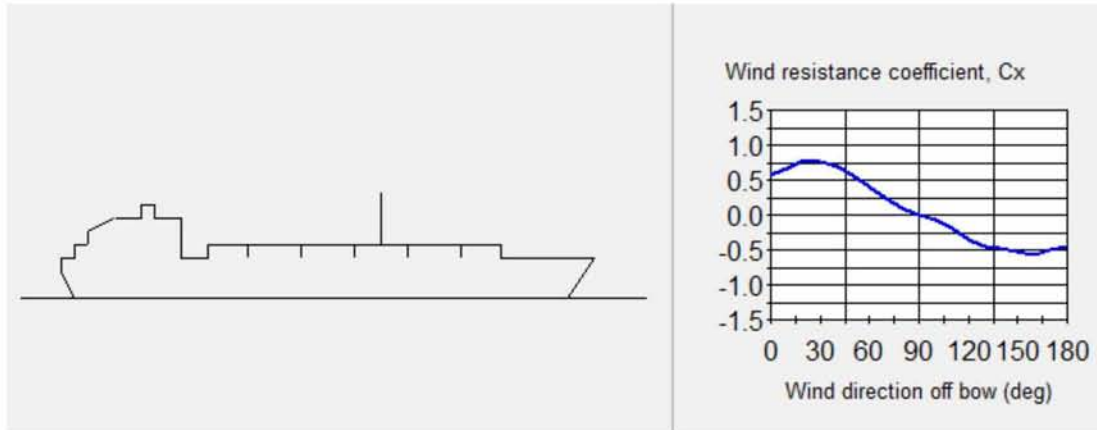 Wind resistance coefficient, Cx
1.5
1.0
0.5
0.0
-0.5
-1.0
-1.5
0 30 60 90 120 150 180
Wind direction off bow (deg)